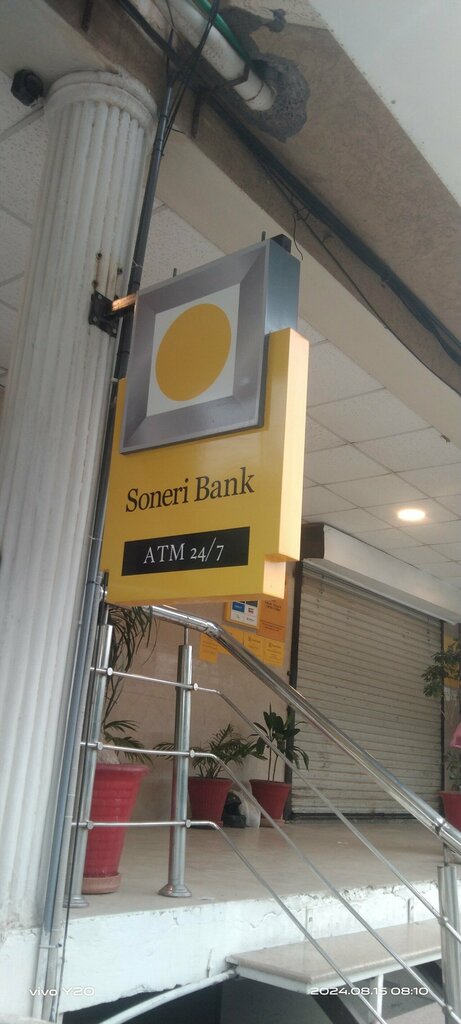 Soneri Bank
ATM 24/7
vivo Y20
2024.08.15 08:10